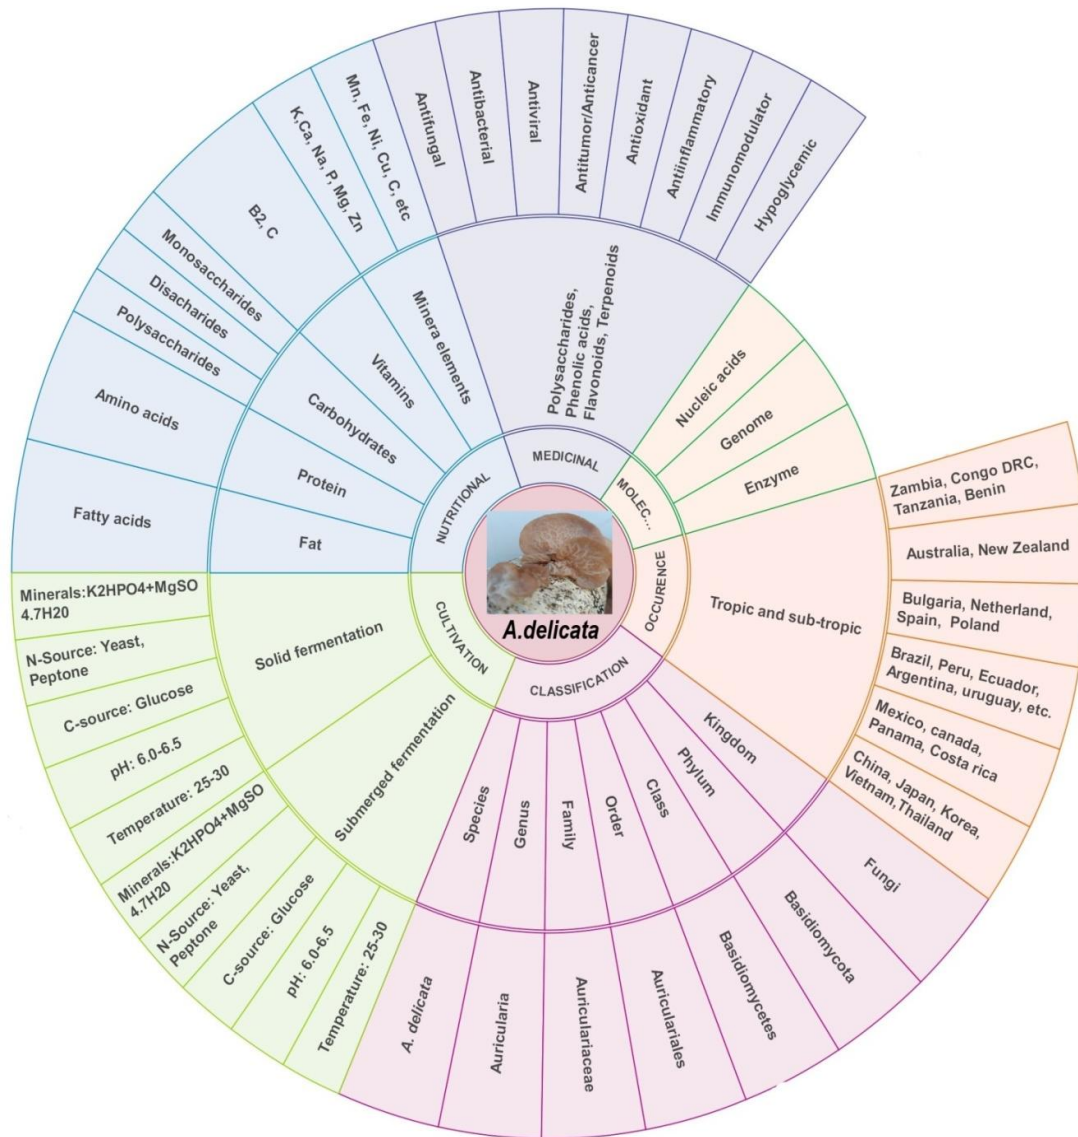 A.delicata
MEDICINAL
Polysaccharides,
Phenolic acids,
Flavonoids, Terpenoids
Antifungal
Antibacterial
Antiviral
Antitumor/Anticancer
Antioxidant
Antiinflammatory
Immunomodulator
Hypoglycemic
MOLEC...
Nucleic acids
Genome
Enzyme
OCCURENCE
Tropic and sub-tropic
Zambia, Congo DRC,
Tanzania, Benin
Australia, New Zealand
Bulgaria, Netherland,
Spain, Poland
Brazil, Peru, Ecuador,
Argentina, uruguay, etc.
Mexico, canada,
Panama, Costa rica
China, Japan, Korea,
Vietnam,Thailand
CLASSIFICATION
Kingdom
Phylum
Class
Order
Family
Genus
Species
Fungi
Basidiomycota
Basidiomycetes
Auriculariales
Auriculariaceae
Auricularia
A. delicata
CULTIVATION
Submerged fermentation
Temperature: 25-30
pH: 6.0-6.5
C-source: Glucose
N-Source: Yeast,
Peptone
Minerals:K2HPO4+MgSO
4.7H20
Solid fermentation
Temperature: 25-30
pH: 6.0-6.5
C-source: Glucose
N-Source: Yeast,
Peptone
Minerals:K2HPO4+MgSO
4.7H20
NUTRITIONAL
Fat
Protein
Carbohydrates
Vitamins
Minera elements
Fatty acids
Amino acids
Polysaccharides
Disacharides
Monosaccharides
B2, C
K,Ca, Na, P, Mg, Zn
Mn, Fe, Ni, Cu, C, etc